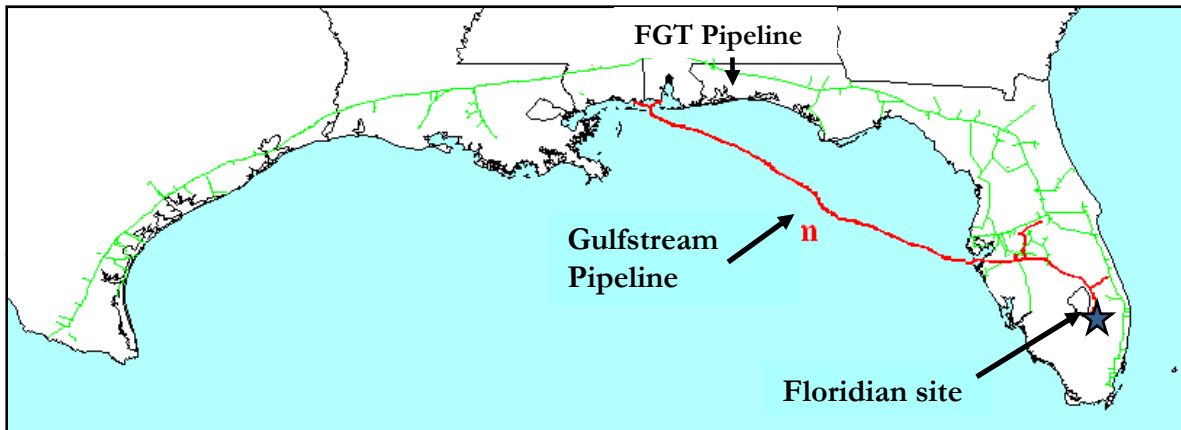 FGT Pipeline
Gulfstream
Pipeline
n
Floridian site